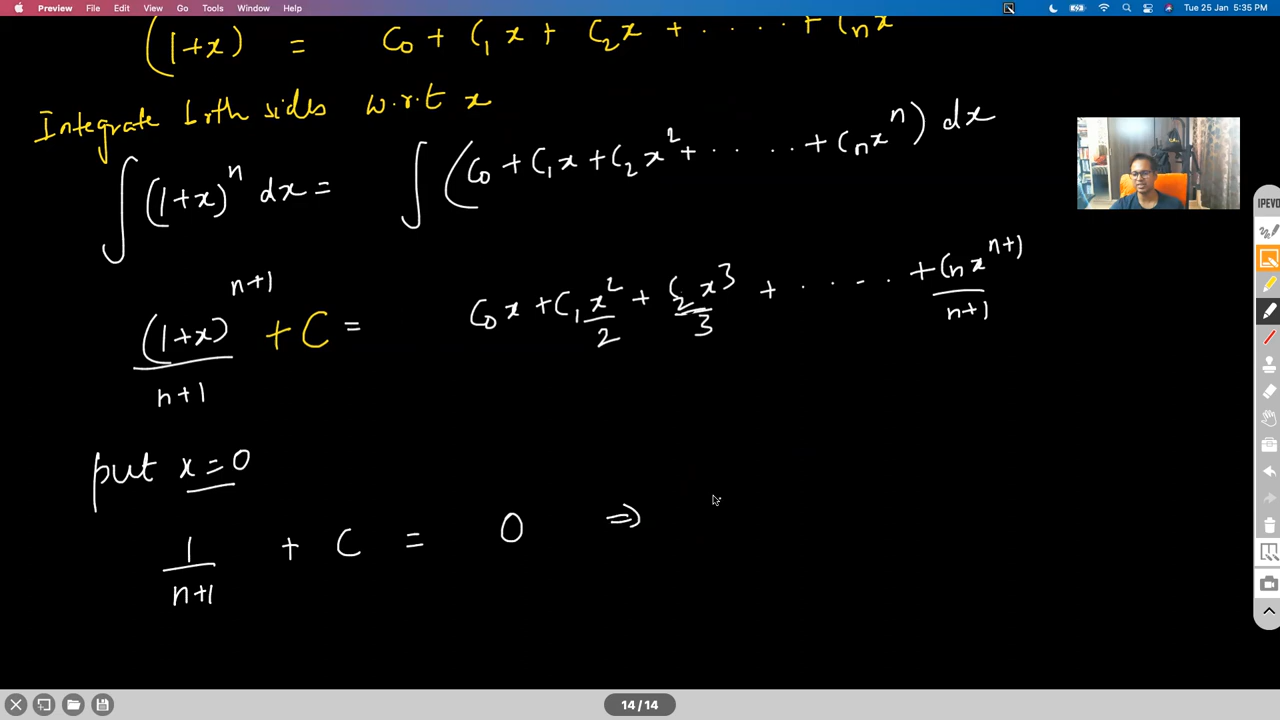 Preview File Edit View Go Tools Window Help Tue 25 Jan 5:35 PM
(1+x) = C₀ + C₁x + C₂x + ..... + Cₙx
Integrate both sides w.r.t x
∫(1+x)ⁿ dx = ∫(C₀ + C₁x + C₂x² + ..... + Cₙxⁿ) dx
(1+x)ⁿ⁺¹/n+1 + C = C₀x + C₁x²/2 + C₂x³/3 + ..... + Cₙxⁿ⁺¹/n+1
put x=0
1/n+1 + C = 0 ⇒
IPEVO
14/14